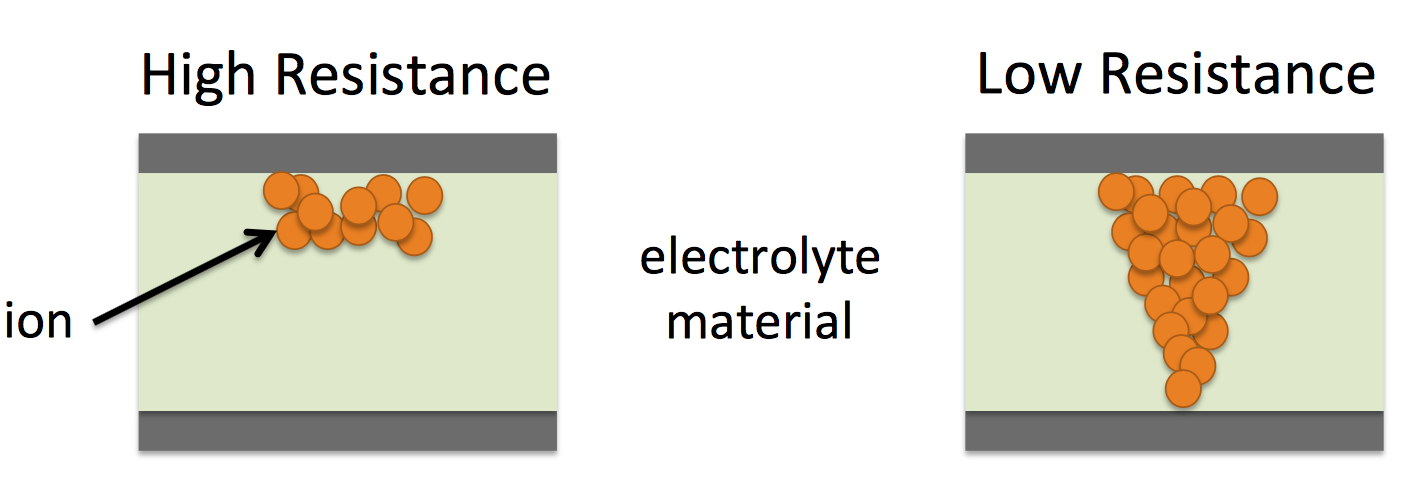 High Resistance
Low Resistance
electrolyte
material
ion